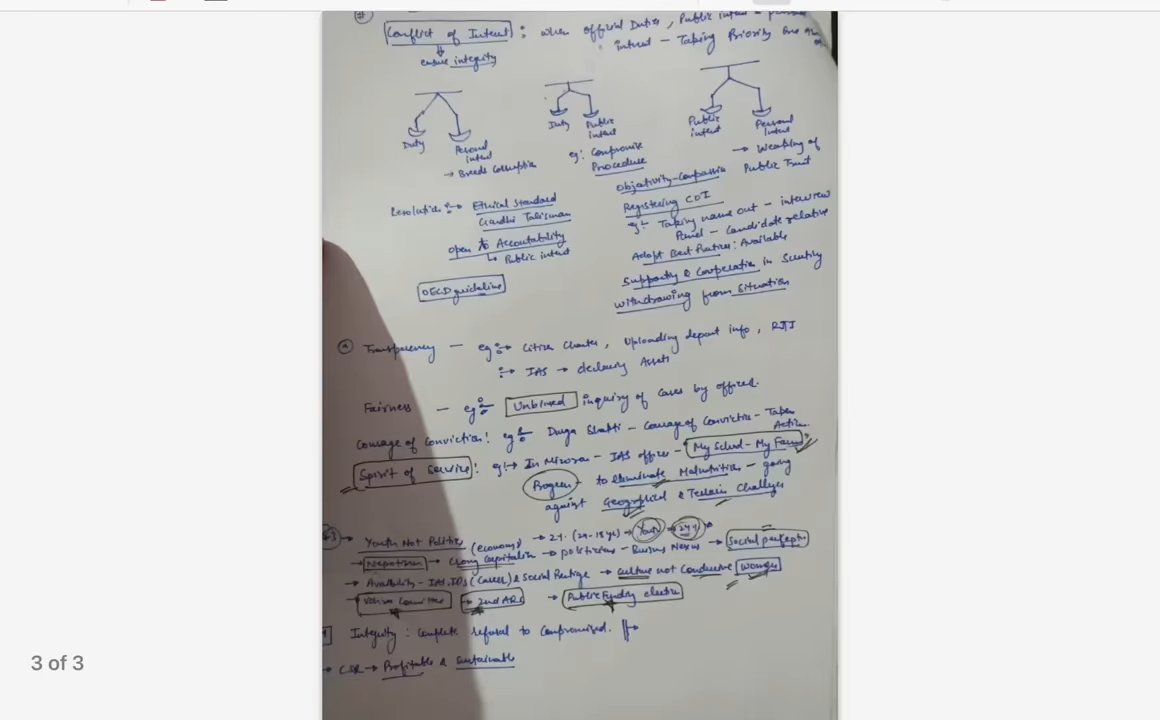 #
Conflict of Interest : when official Duties, Public interest & personal
interest - Taking Priority one
ensure integrity
Duty
Personal interest
→ Breeds Corruption
Duty
Public interest
eg: Compromise
Procedure
Public interest
Personal interest
→ Weakening of
Public Trust
Resolution → Ethical Standard
Gandhi Talisman
open to Accountability
↳ Public interest
OECD guideline
Objectivity - Compassion
Registering COI
eg:- Taking name out - interview
Panel - Candidate relative
Adopt Best Practices : Available
Supporting & Cooperation in Scrutiny
withdrawing from situation
Transparency - eg → Citizen Charter, Uploading depart info, RTI
→ IAS → declaring Assets
Fairness - eg Unbiased inquiry of cases by officer.
Courage of Conviction : eg Durga Shakti - Courage of Conviction - Taken
Action
Spirit of Service : eg → In Mizoram - IAS officer - "My School - My Farm"
Program - to eliminate Malnutrition - going
against Geographical & Terrain Challenges
Youth Not Politics (economy) → 2%. Youth 2%
→ Nepotism → Crony Capitalism → politicians - Business Nexus → Social perception
→ Availability - IAS, (Career) & Social Prestige → culture not conducive Women
→ Vohra Committee → 2nd ARC → Public Funding election
Integrity : complete refusal to compromised.
→ CSR → Profitable & Sustainable
3 of 3